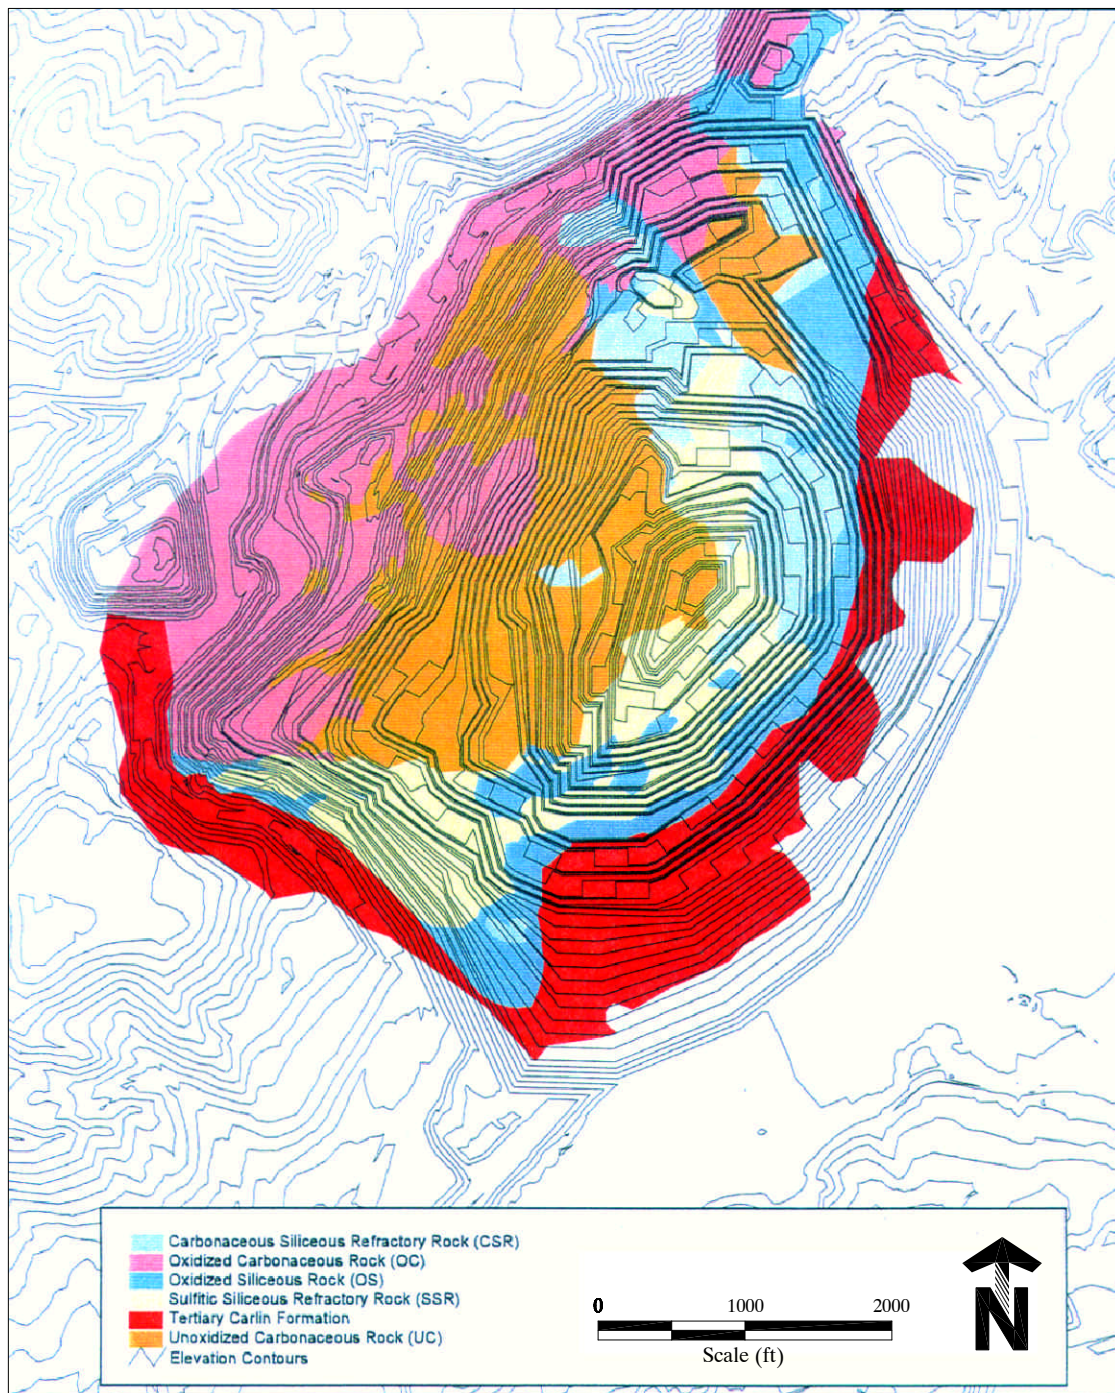 Carbonaceous Siliceous Refractory Rock (CSR)
Oxidized Carbonaceous Rock (OC)
Oxidized Siliceous Rock (OS)
Sulfitic Siliceous Refractory Rock (SSR)
Tertiary Carlin Formation
Unoxidized Carbonaceous Rock (UC)
Elevation Contours
0 1000 2000
Scale (ft)
N